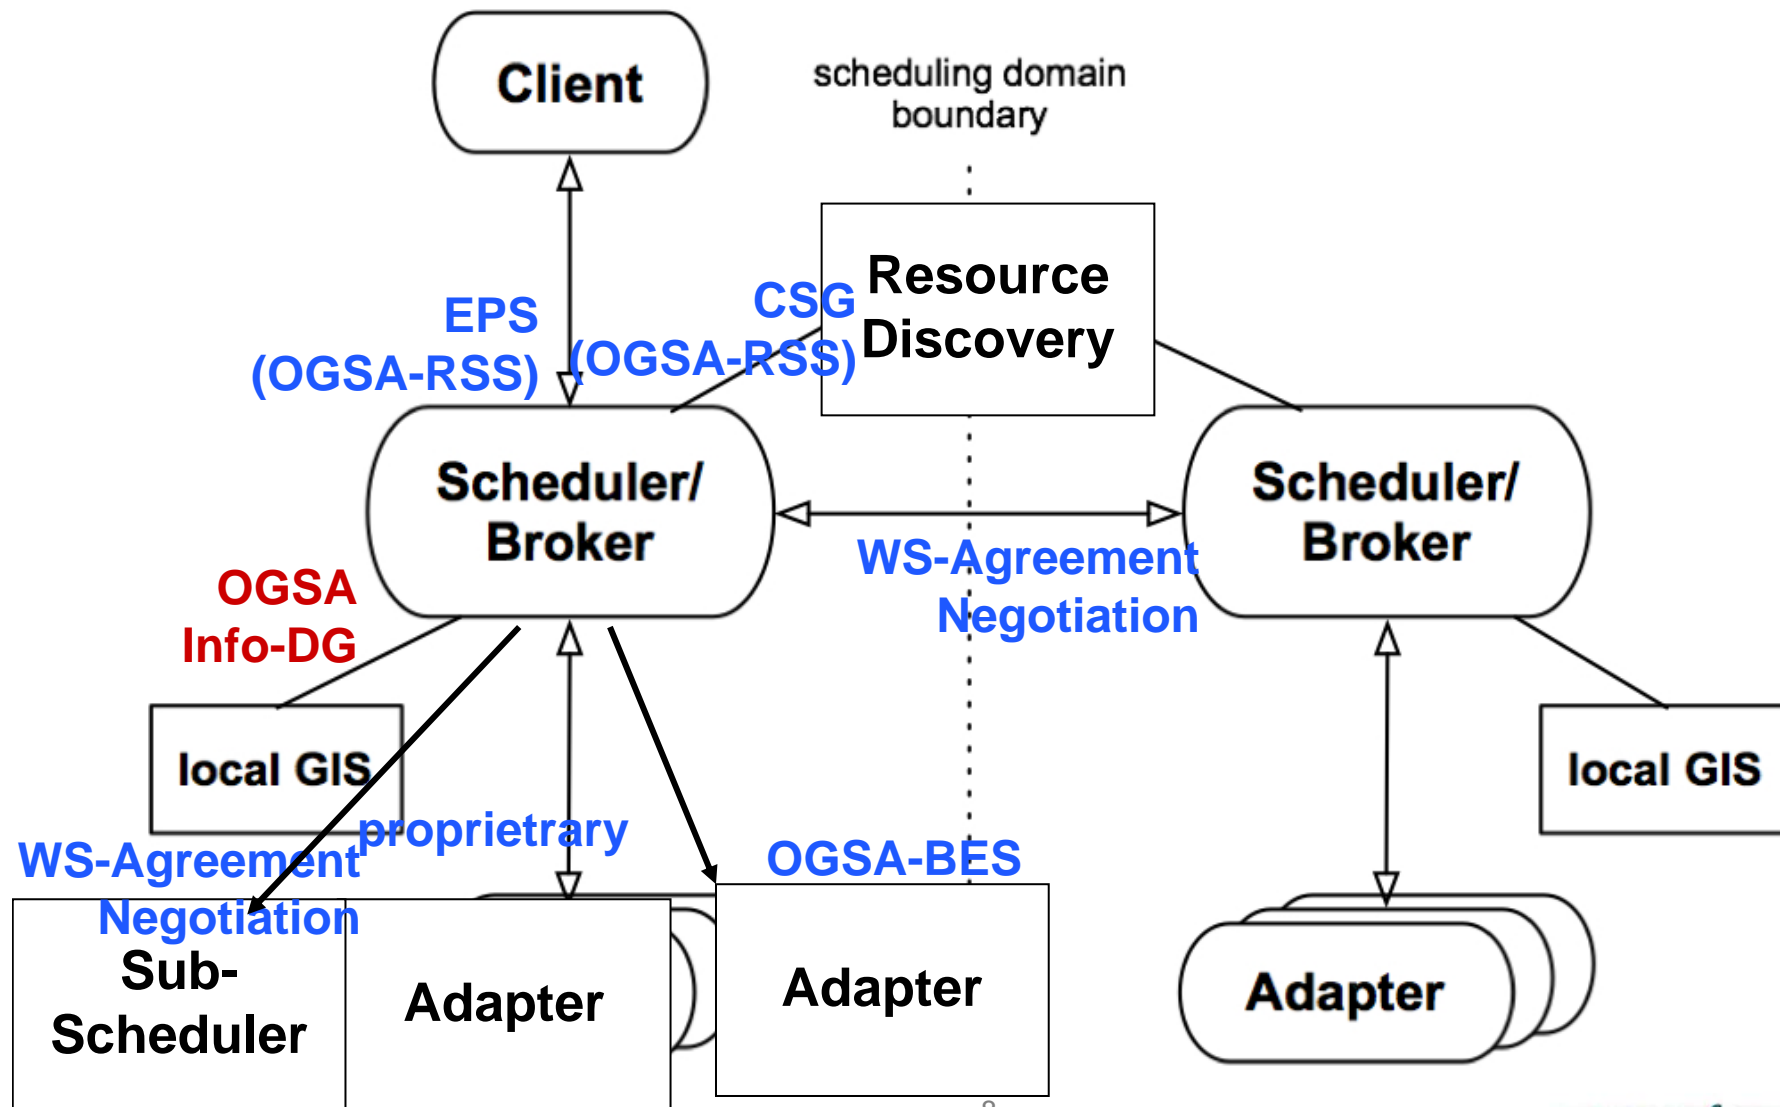 Client
scheduling domain
boundary
Resource
Discovery
EPS
(OGSA-RSS)
CSG
(OGSA-RSS)
Scheduler/
Broker
Scheduler/
Broker
WS-Agreement
Negotiation
OGSA
Info-DG
local GIS
local GIS
proprietrary
WS-Agreement
Negotiation
OGSA-BES
Sub-
Scheduler
Adapter
Adapter
Adapter